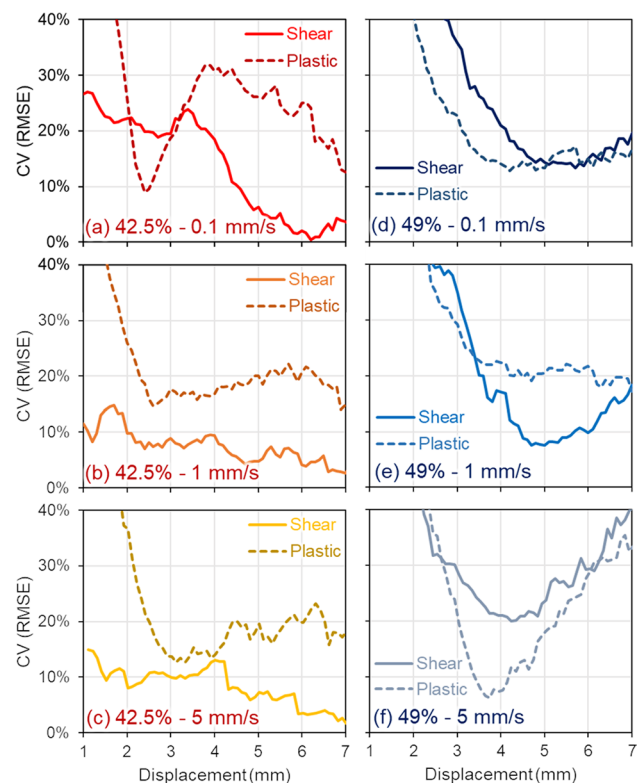 40%
30%
20%
10%
0%
CV (RMSE)
Shear
Plastic
(a) 42.5% - 0.1 mm/s
Shear
Plastic
(d) 49% - 0.1 mm/s
40%
30%
20%
10%
0%
CV (RMSE)
Shear
Plastic
(b) 42.5% - 1 mm/s
Shear
Plastic
(e) 49% - 1 mm/s
40%
30%
20%
10%
0%
CV (RMSE)
Shear
Plastic
(c) 42.5% - 5 mm/s
Shear
Plastic
(f) 49% - 5 mm/s
1 2 3 4 5 6 7
Displacement (mm)
1 2 3 4 5 6 7
Displacement (mm)